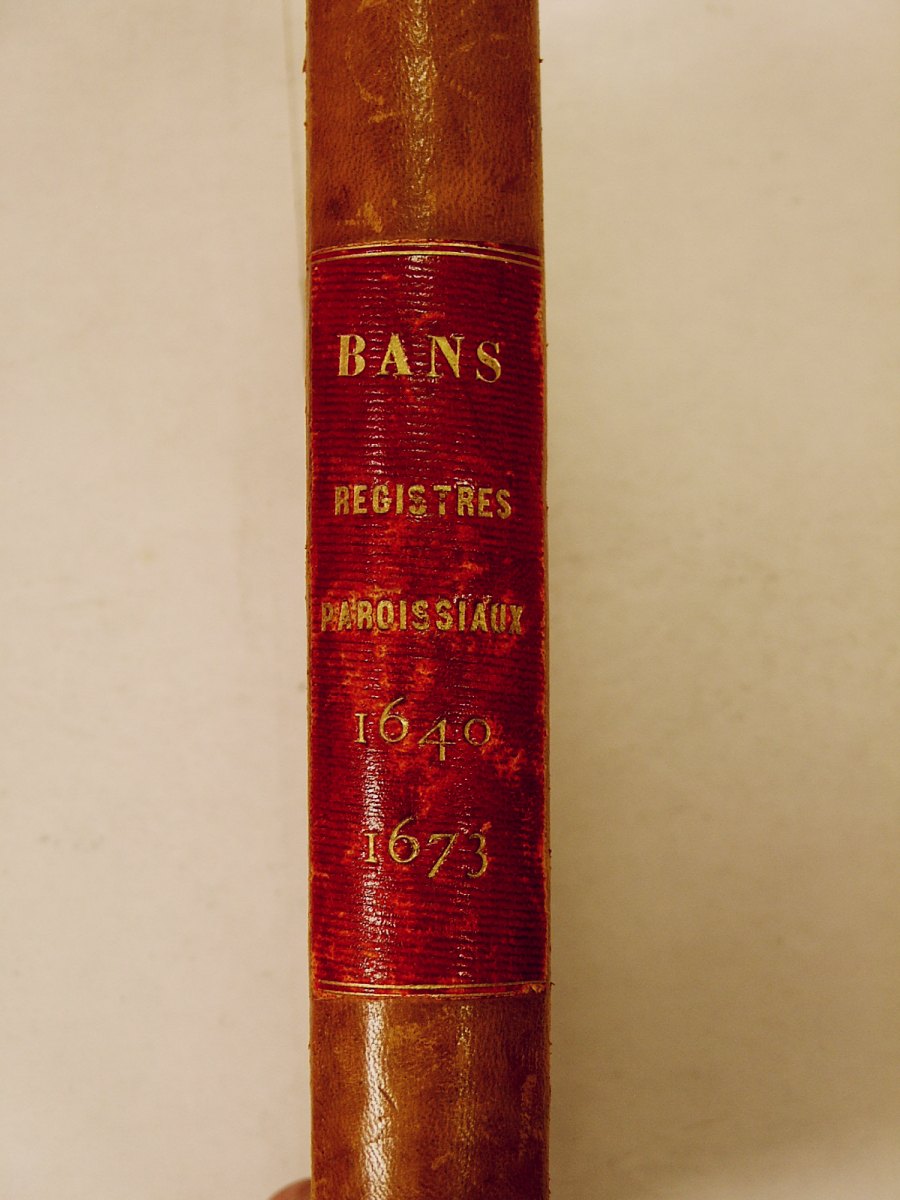 BANS
REGISTRES
PAROISSIAUX
1640
1673